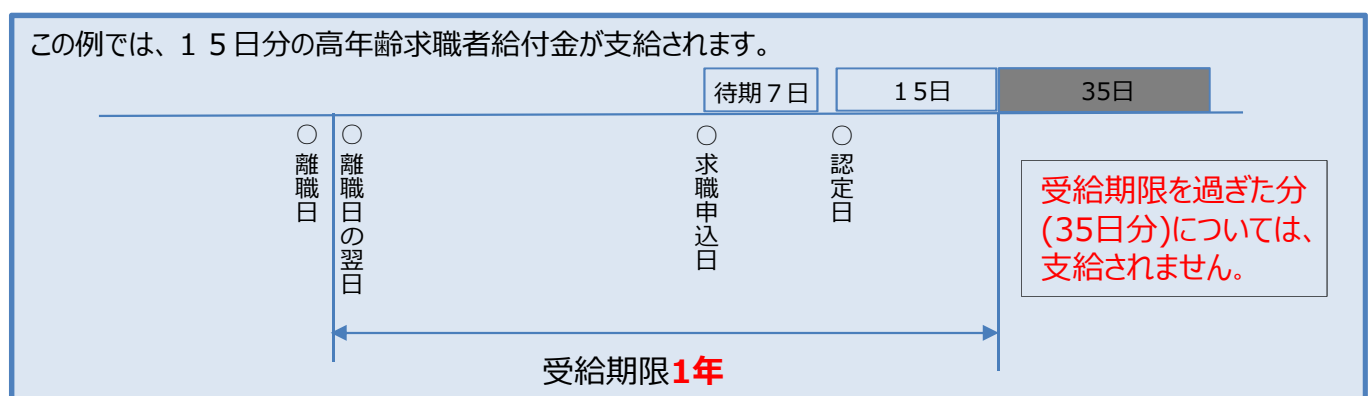 この例では、１５日分の高年齢求職者給付金が支給されます。
待期７日
１５日
35日
○離職日
○離職日の翌日
○求職申込日
○認定日
受給期限を過ぎた分
(35日分)については、
支給されません。
受給期限1年